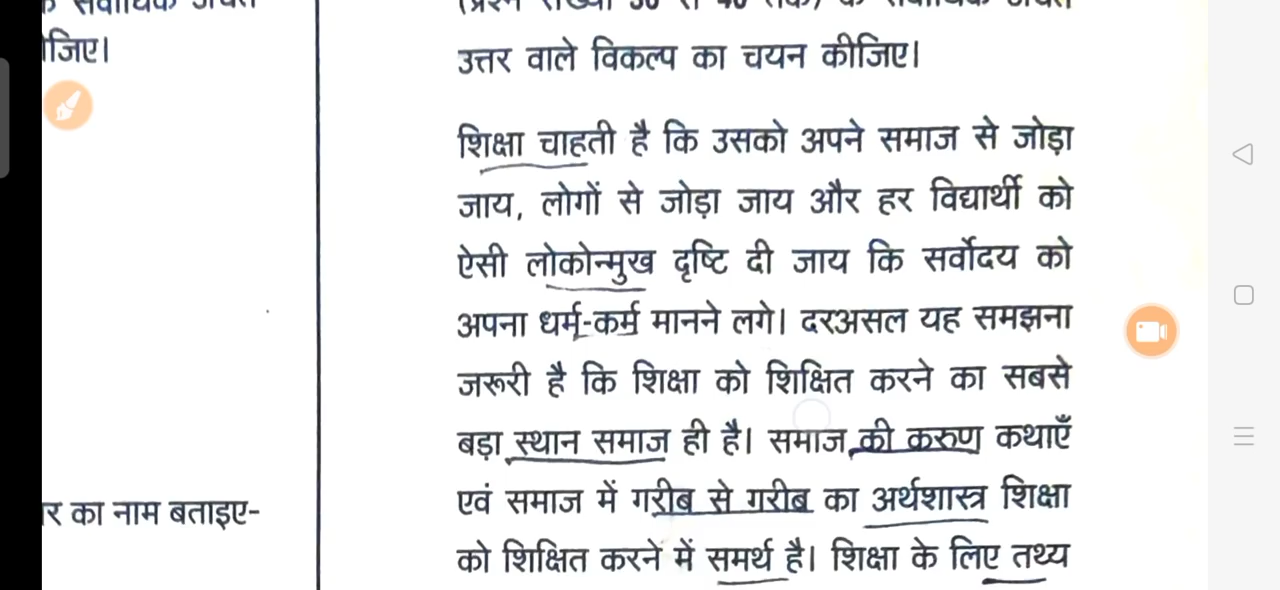 जिए।
उत्तर वाले विकल्प का चयन कीजिए।
शिक्षा चाहती है कि उसको अपने समाज से जोड़ा
जाय, लोगों से जोड़ा जाय और हर विद्यार्थी को
ऐसी लोकोन्मुख दृष्टि दी जाय कि सर्वोदय को
अपना धर्म-कर्म मानने लगे। दरअसल यह समझना
जरूरी है कि शिक्षा को शिक्षित करने का सबसे
बड़ा स्थान समाज ही है। समाज की करुण कथाएँ
एवं समाज में गरीब से गरीब का अर्थशास्त्र शिक्षा
र का नाम बताइए-
को शिक्षित करने में समर्थ है। शिक्षा के लिए तथ्य